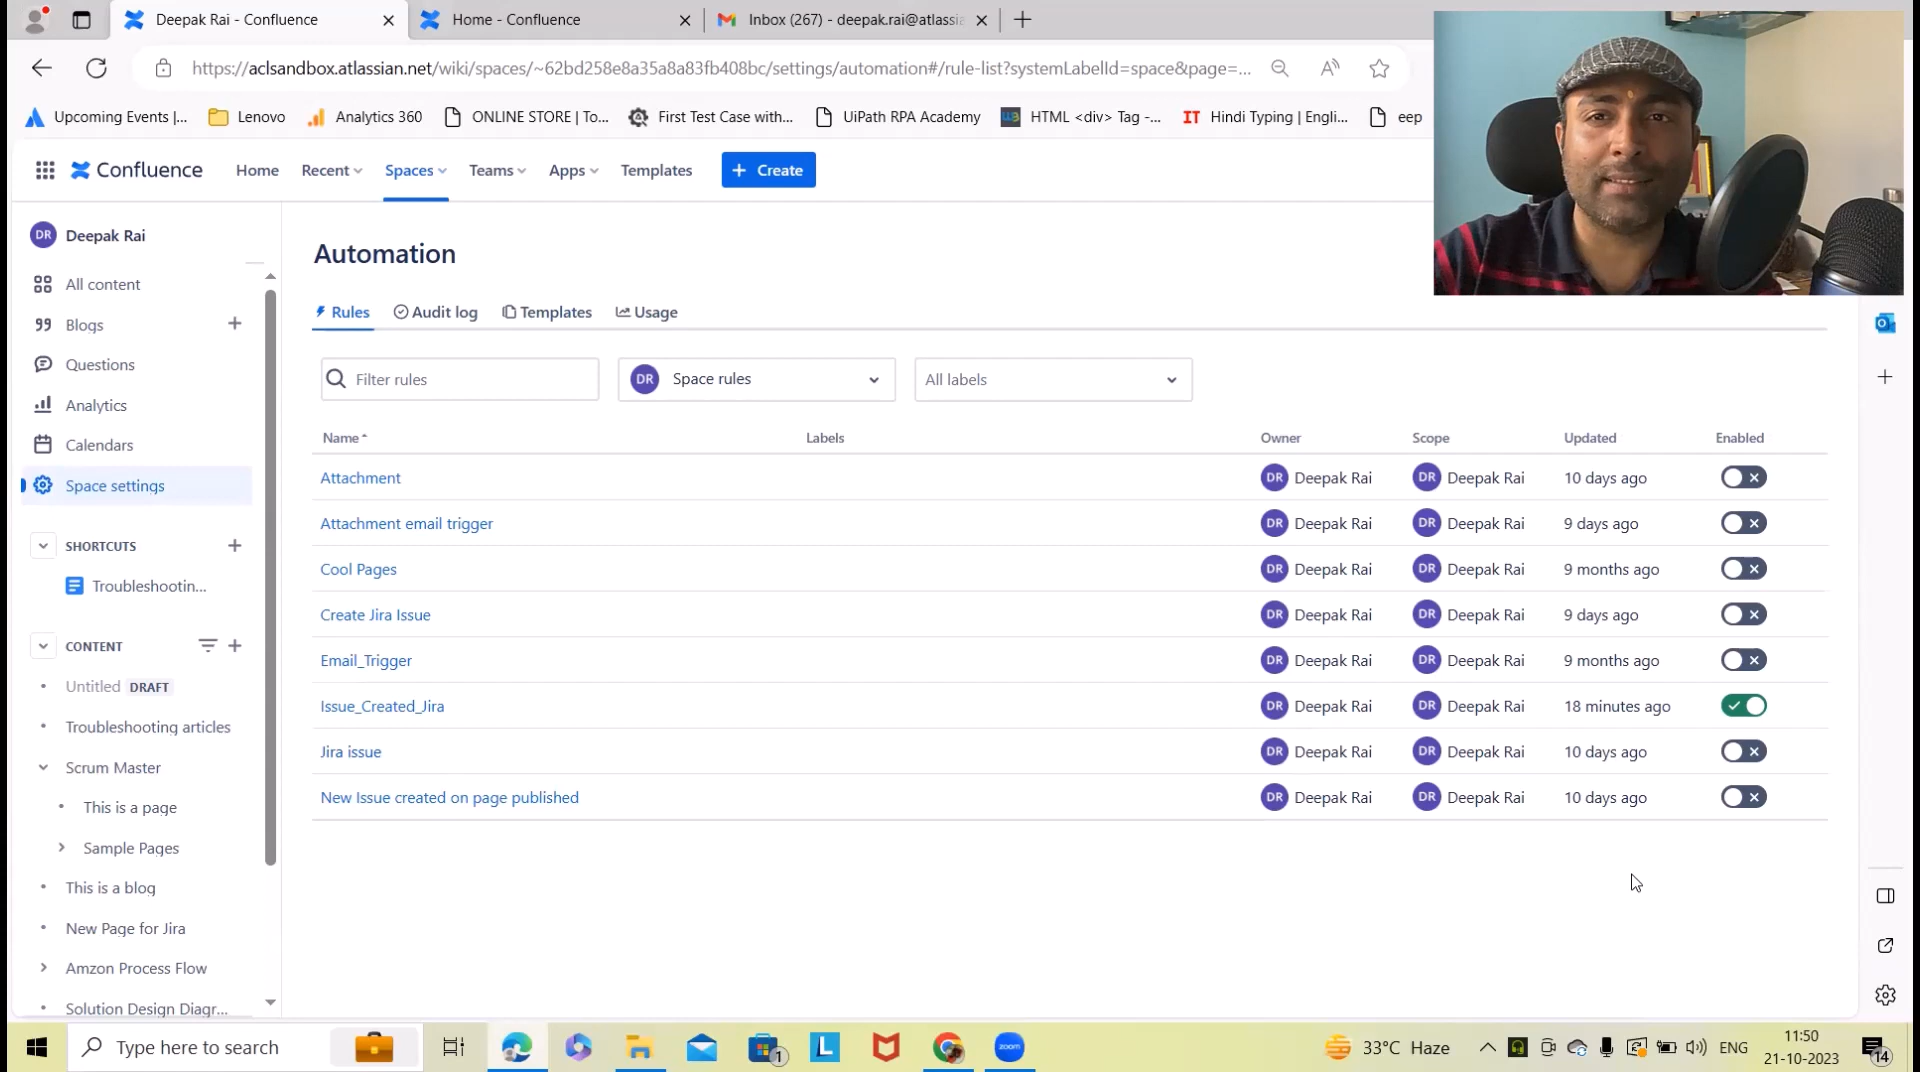 Deepak Rai - Confluence
Home - Confluence
Inbox (267) - deepak.rai@atlassia
https://aclsandbox.atlassian.net/wiki/spaces/~62bd258e8a35a8a83fb408bc/settings/automation#/rule-list?systemLabelId=space&page=...
Upcoming Events |...
Lenovo
Analytics 360
ONLINE STORE | To...
First Test Case with...
UiPath RPA Academy
HTML <div> Tag -...
IT Hindi Typing | Engli...
eep
Confluence
Home
Recent
Spaces
Teams
Apps
Templates
+ Create
DR Deepak Rai
All content
Blogs
Questions
Analytics
Calendars
Space settings
SHORTCUTS
Troubleshootin...
CONTENT
Untitled DRAFT
Troubleshooting articles
Scrum Master
This is a page
Sample Pages
This is a blog
New Page for Jira
Amzon Process Flow
Solution Design Diagr...
Automation
Rules
Audit log
Templates
Usage
Filter rules
DR Space rules
All labels
Name Labels Owner Scope Updated Enabled
Attachment DR Deepak Rai DR Deepak Rai 10 days ago
Attachment email trigger DR Deepak Rai DR Deepak Rai 9 days ago
Cool Pages DR Deepak Rai DR Deepak Rai 9 months ago
Create Jira Issue DR Deepak Rai DR Deepak Rai 9 days ago
Email_Trigger DR Deepak Rai DR Deepak Rai 9 months ago
Issue_Created_Jira DR Deepak Rai DR Deepak Rai 18 minutes ago
Jira issue DR Deepak Rai DR Deepak Rai 10 days ago
New Issue created on page published DR Deepak Rai DR Deepak Rai 10 days ago
Type here to search
1
L
zoom
33°C Haze
ENG
11:50
21-10-2023
14